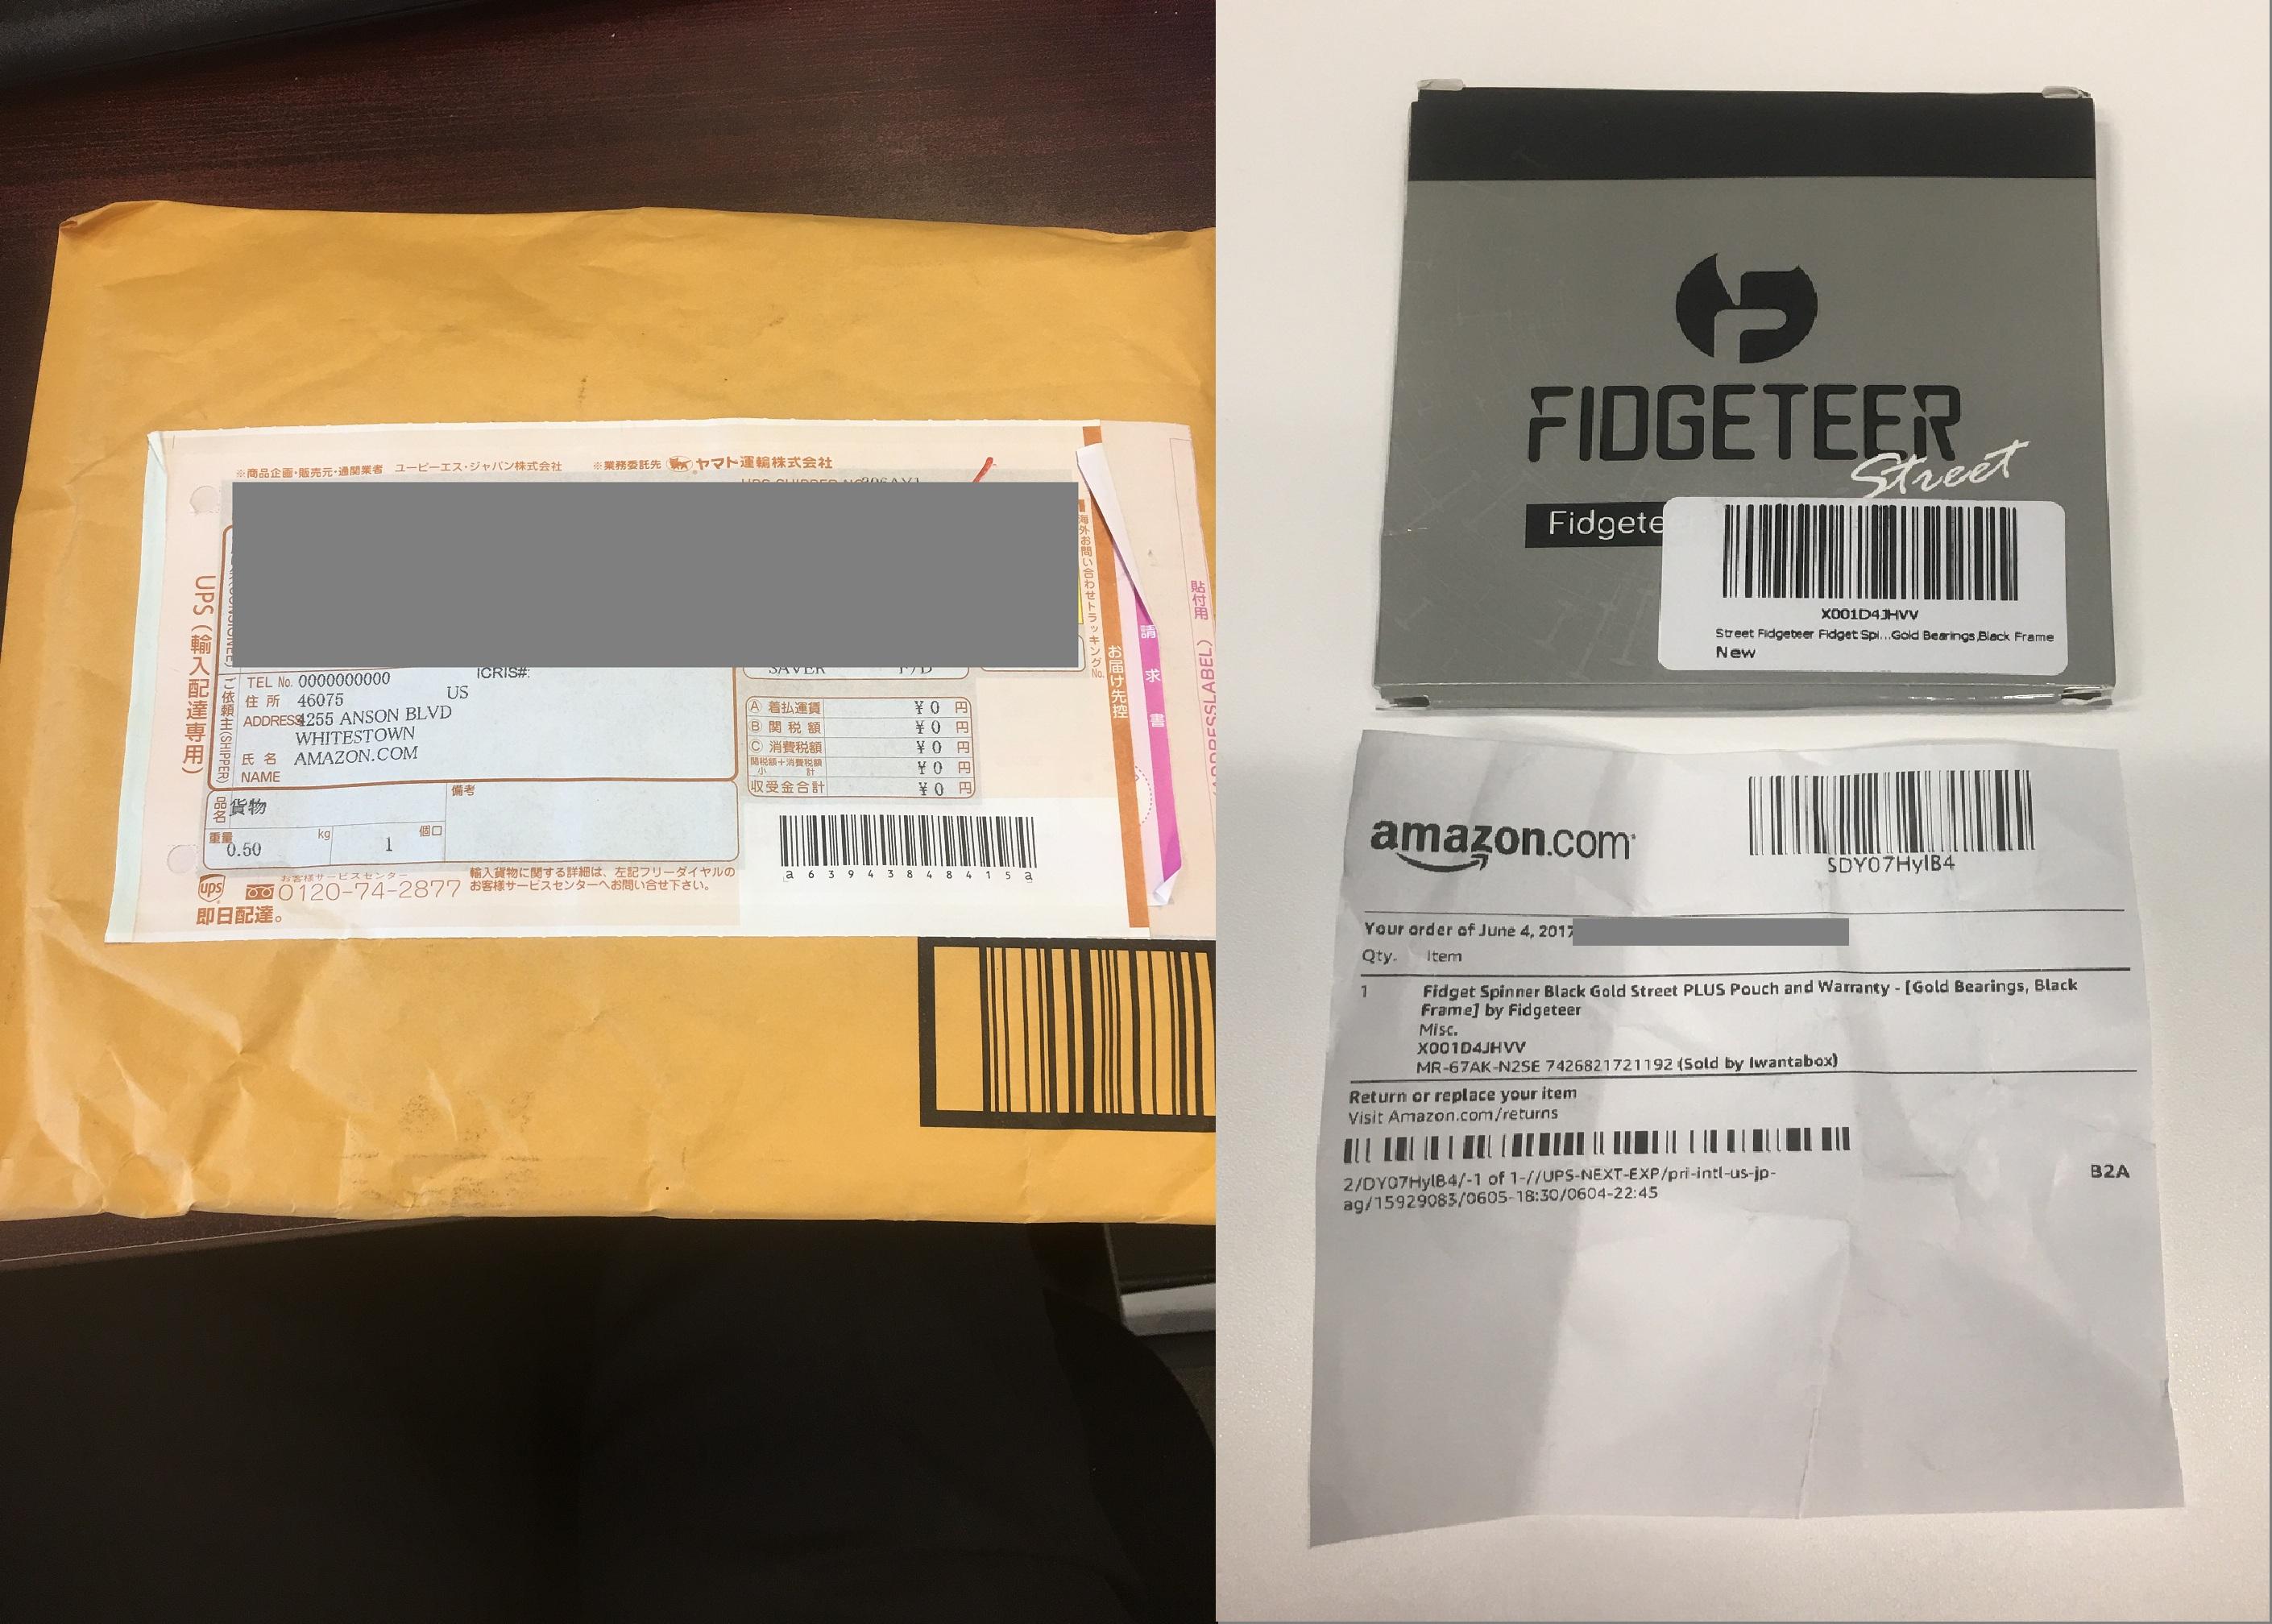 ※商品企画・販売元・通関業者 ユーピーエス・ジャパン株式会社 ※業務委託先 ヤマト運輸株式会社
UPS(輸入配達専用)
海外お問い合わせトラッキングNo.
お届け先控
請求書
貼付用
ICRIS#:
SAVER
ご依頼主(SHIPPER)
TEL No. 0000000000
住所 46075 US
ADDRESS 4255 ANSON BLVD
WHITESTOWN
氏名 AMAZON.COM
NAME
Ⓐ 着払運賃 ¥0 円
Ⓑ 関税額 ¥0 円
Ⓒ 消費税額 ¥0 円
関税額+消費税額 小計 ¥0 円
収受金合計 ¥0 円
品名 貨物
備考
重量 0.50 kg 1 個口
a63943848415a
ups
お客様サービスセンター
0120-74-2877
輸入貨物に関する詳細は、左記フリーダイヤルの
お客様サービスセンターへお問い合せ下さい。
即日配達。
FIDGETEER
Street
Fidgete
X001D4JHVV
Street Fidgeteer Fidget Spi...Gold Bearings,Black Frame
New
amazon.com
SDY07HylB4
Your order of June 4, 2017
Qty. Item
1 Fidget Spinner Black Gold Street PLUS Pouch and Warranty - [Gold Bearings, Black
Frame] by Fidgeteer
Misc.
X001D4JHVV
MR-67AK-N2SE 7426821721192 (Sold by Iwantabox)
Return or replace your item
Visit Amazon.com/returns
2/DY07HylB4/-1 of 1-//UPS-NEXT-EXP/pri-intl-us-jp-
ag/15929083/0605-18:30/0604-22:45
B2A